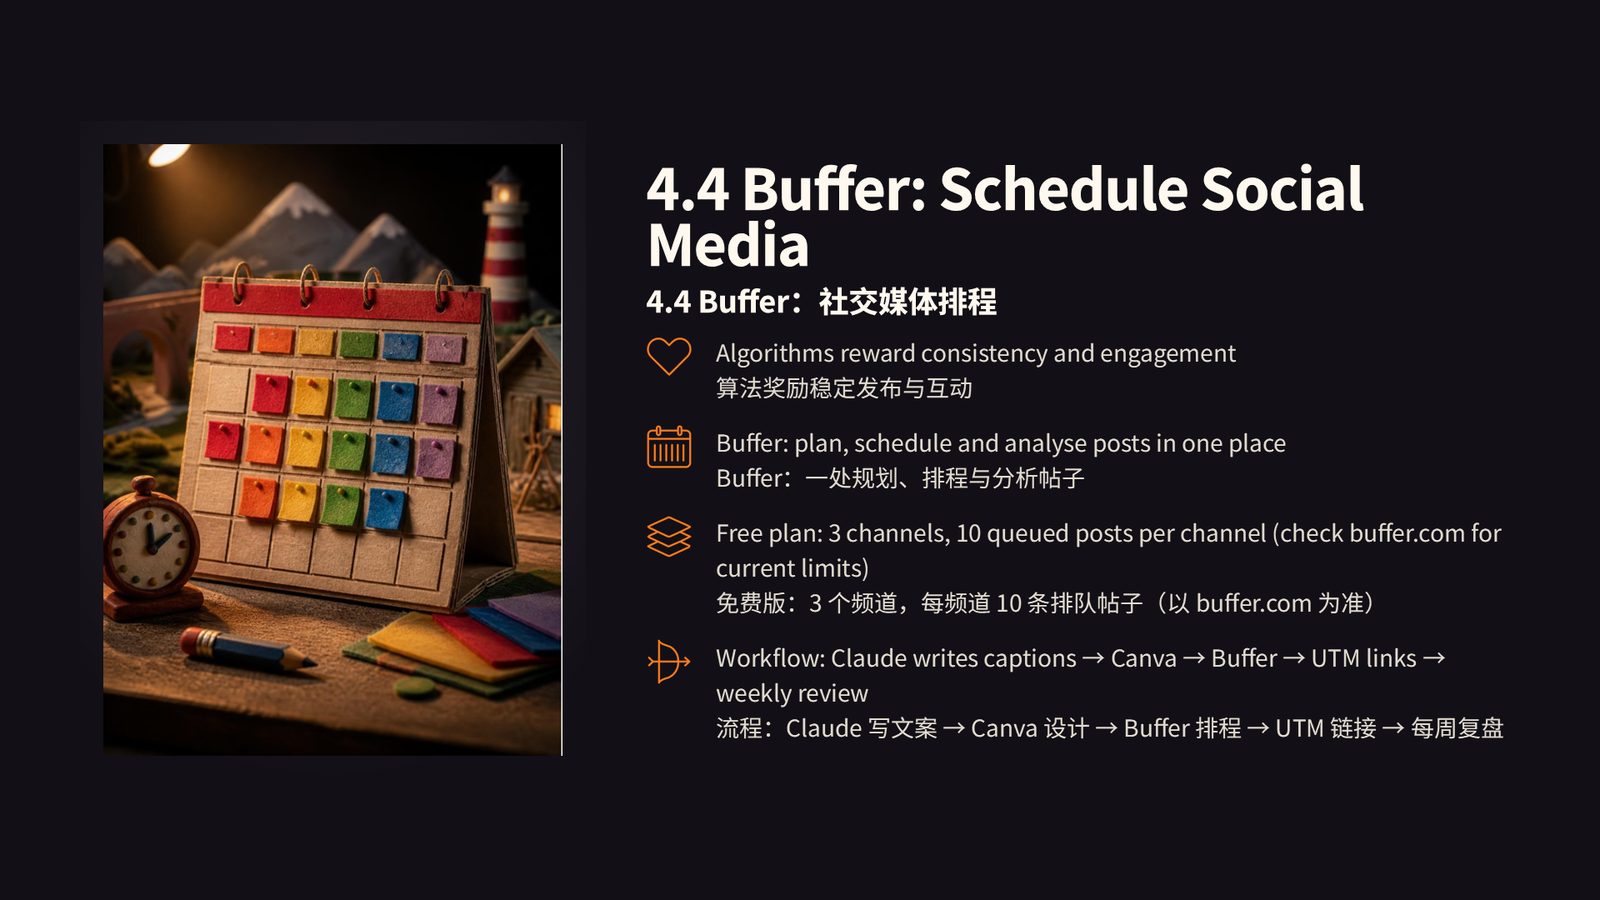 4.4 Buffer: Schedule Social
Media
4.4 Buffer：社交媒体排程
Algorithms reward consistency and engagement
算法奖励稳定发布与互动
Buffer: plan, schedule and analyse posts in one place
Buffer：一处规划、排程与分析帖子
Free plan: 3 channels, 10 queued posts per channel (check buffer.com for
current limits)
免费版：3 个频道，每频道 10 条排队帖子（以 buffer.com 为准）
Workflow: Claude writes captions → Canva → Buffer → UTM links →
weekly review
流程：Claude 写文案 → Canva 设计 → Buffer 排程 → UTM 链接 → 每周复盘